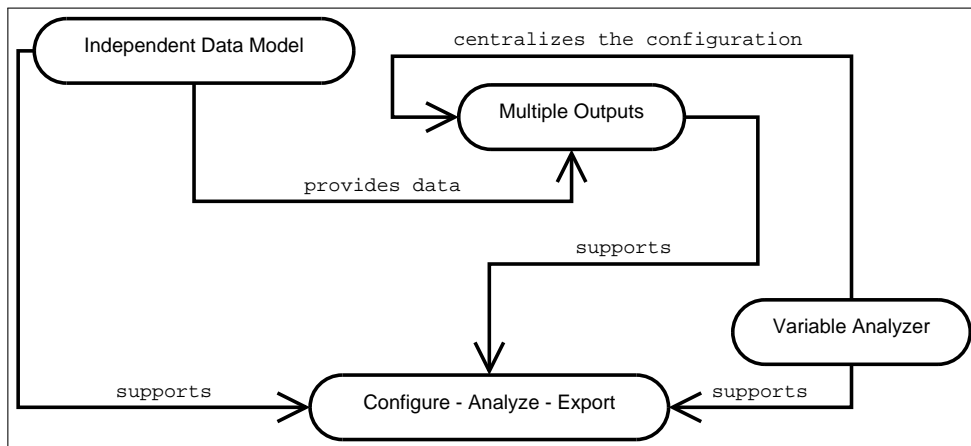 centralizes the configuration
Independent Data Model
Multiple Outputs
provides data
supports
Variable Analyzer
supports
Configure - Analyze - Export
supports